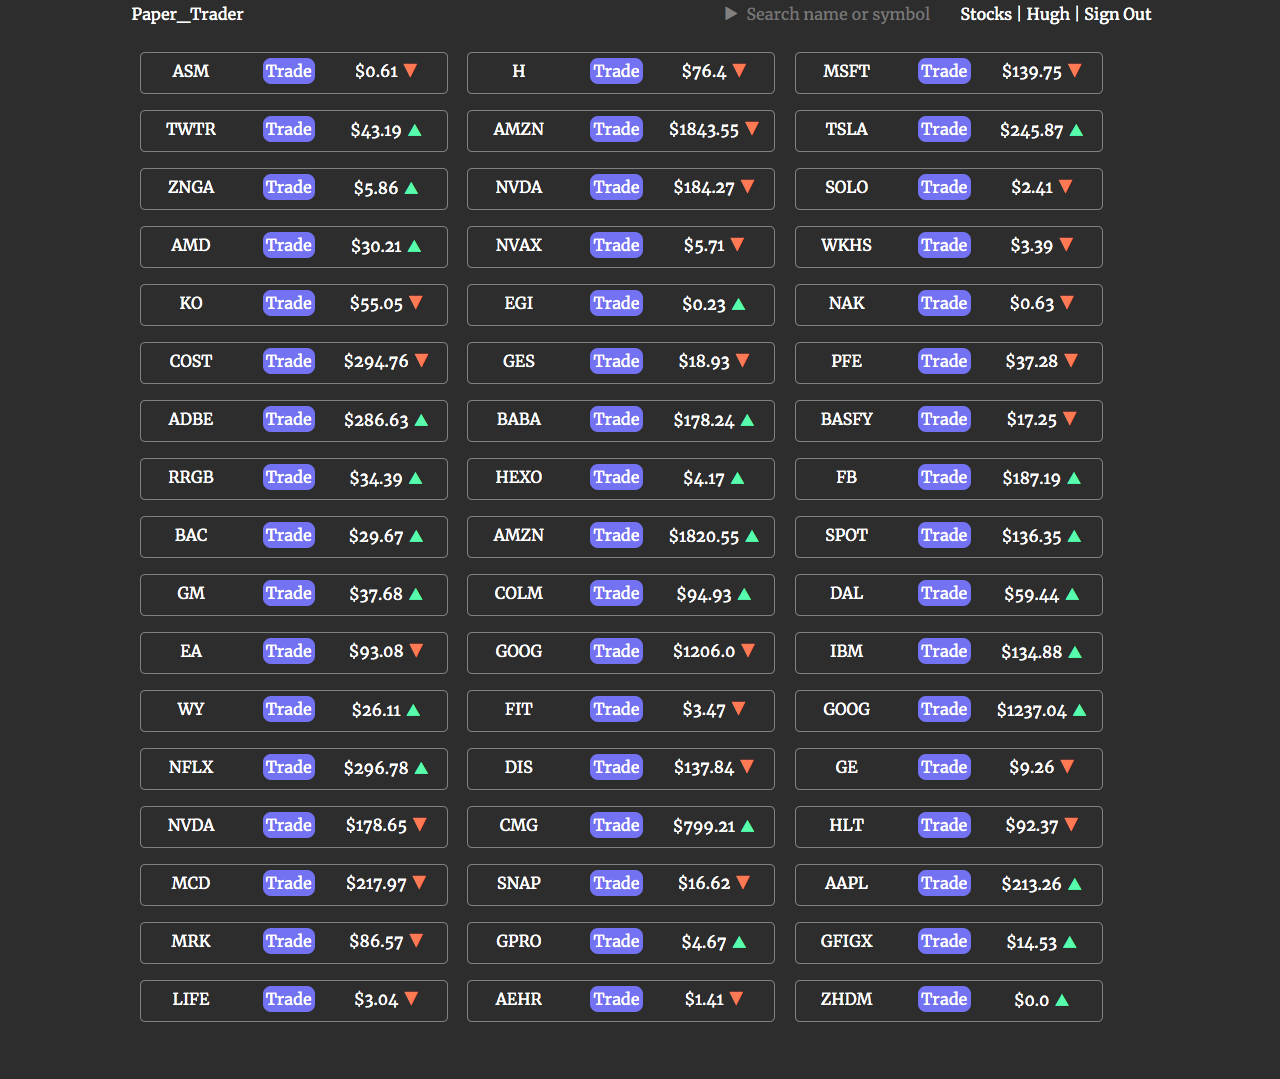 Paper_Trader ▶ Search name or symbol Stocks | Hugh | Sign Out
ASM Trade $0.61 ▼ H Trade $76.4 ▼ MSFT Trade $139.75 ▼
TWTR Trade $43.19 ▲ AMZN Trade $1843.55 ▼ TSLA Trade $245.87 ▲
ZNGA Trade $5.86 ▲ NVDA Trade $184.27 ▼ SOLO Trade $2.41 ▼
AMD Trade $30.21 ▲ NVAX Trade $5.71 ▼ WKHS Trade $3.39 ▼
KO Trade $55.05 ▼ EGI Trade $0.23 ▲ NAK Trade $0.63 ▼
COST Trade $294.76 ▼ GES Trade $18.93 ▼ PFE Trade $37.28 ▼
ADBE Trade $286.63 ▲ BABA Trade $178.24 ▲ BASFY Trade $17.25 ▼
RRGB Trade $34.39 ▲ HEXO Trade $4.17 ▲ FB Trade $187.19 ▲
BAC Trade $29.67 ▲ AMZN Trade $1820.55 ▲ SPOT Trade $136.35 ▲
GM Trade $37.68 ▲ COLM Trade $94.93 ▲ DAL Trade $59.44 ▲
EA Trade $93.08 ▼ GOOG Trade $1206.0 ▼ IBM Trade $134.88 ▲
WY Trade $26.11 ▲ FIT Trade $3.47 ▼ GOOG Trade $1237.04 ▲
NFLX Trade $296.78 ▲ DIS Trade $137.84 ▼ GE Trade $9.26 ▼
NVDA Trade $178.65 ▼ CMG Trade $799.21 ▲ HLT Trade $92.37 ▼
MCD Trade $217.97 ▼ SNAP Trade $16.62 ▼ AAPL Trade $213.26 ▲
MRK Trade $86.57 ▼ GPRO Trade $4.67 ▲ GFIGX Trade $14.53 ▲
LIFE Trade $3.04 ▼ AEHR Trade $1.41 ▼ ZHDM Trade $0.0 ▲